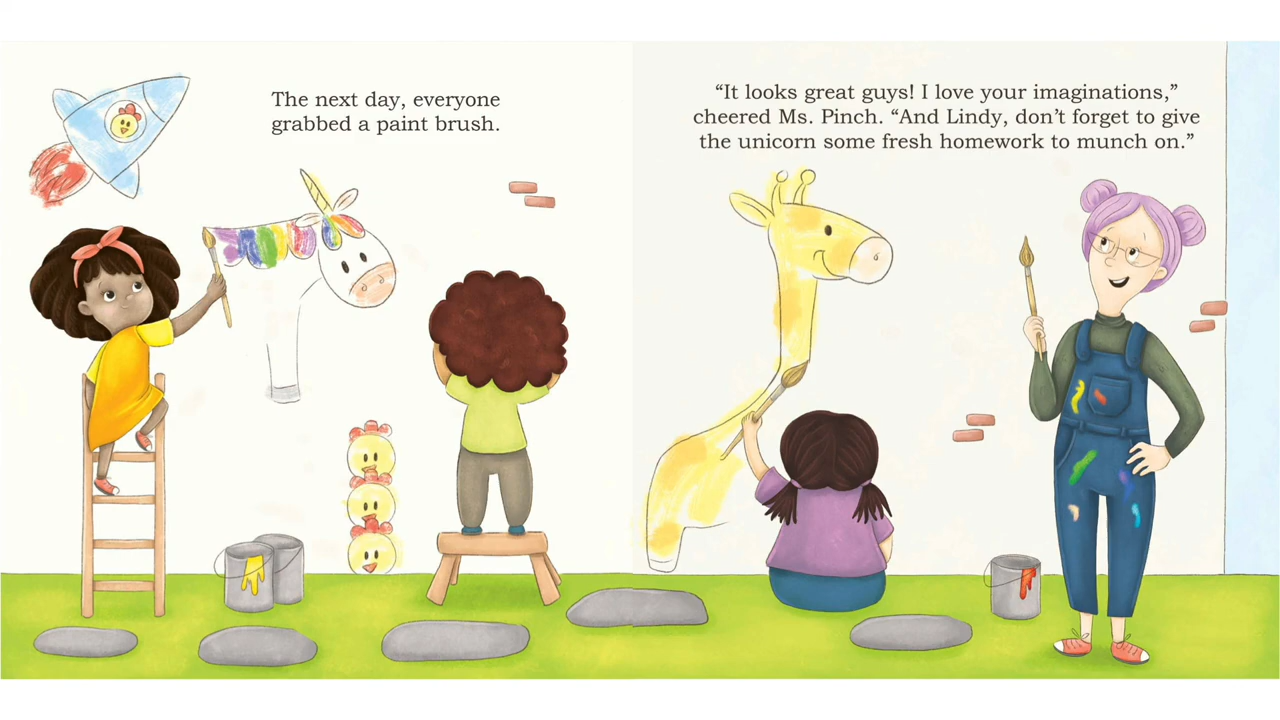 The next day, everyone
grabbed a paint brush.
“It looks great guys! I love your imaginations,”
cheered Ms. Pinch. “And Lindy, don’t forget to give
the unicorn some fresh homework to munch on.”